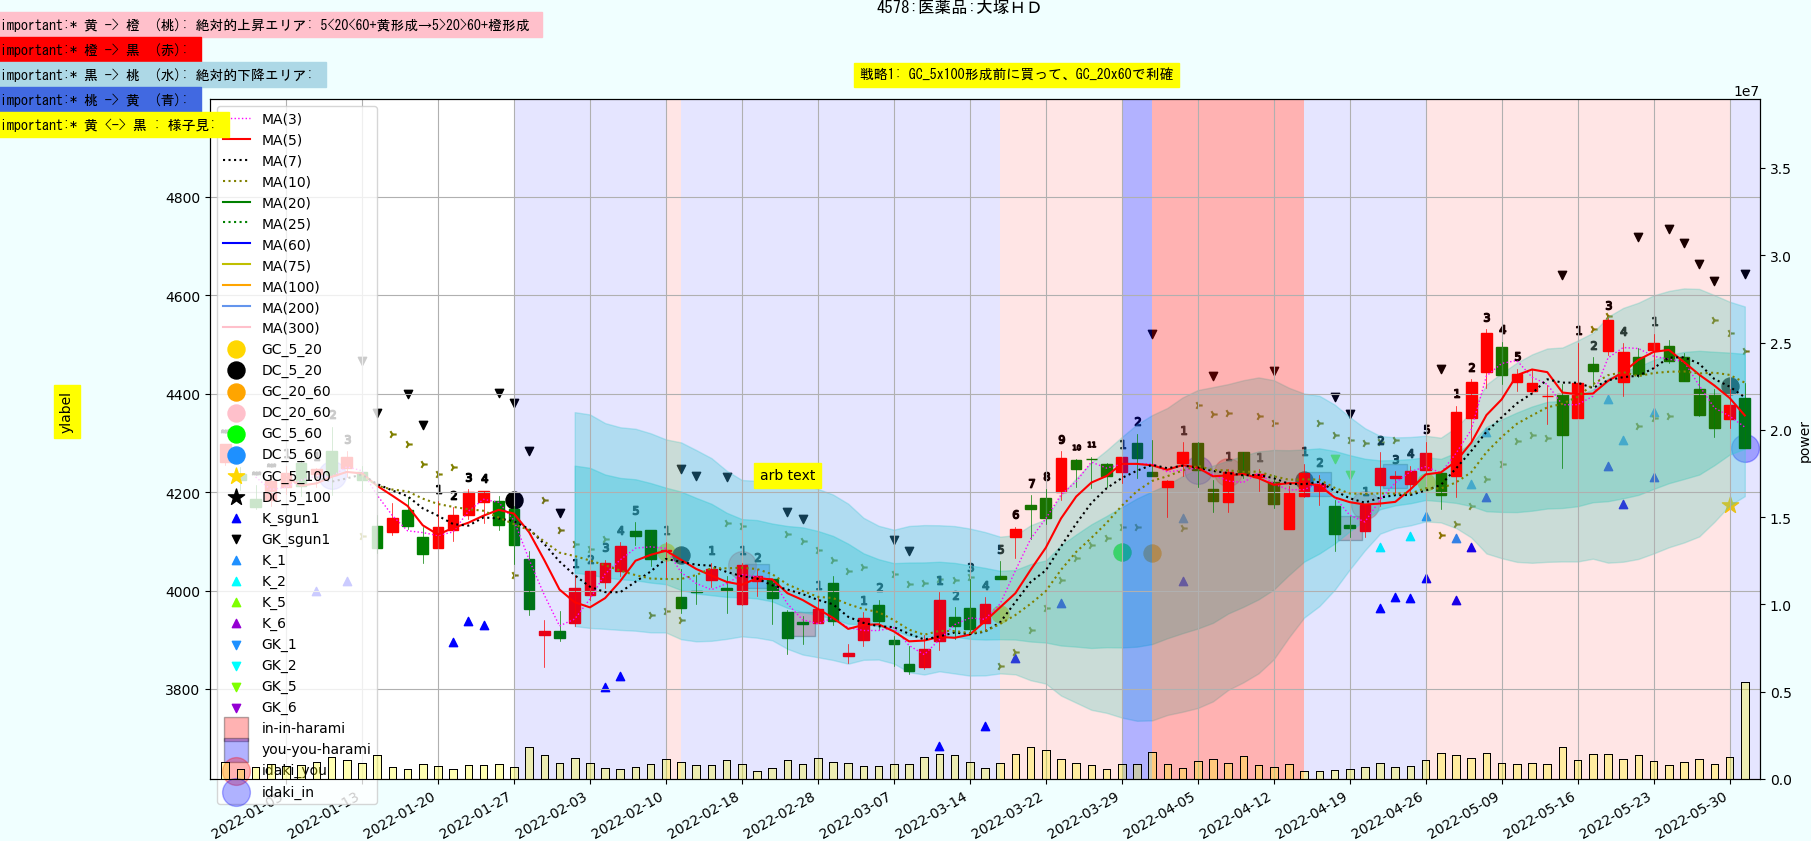 4578:医薬品:大塚ＨＤ
important:* 黄 -> 橙 (桃): 絶対的上昇エリア: 5<20<60+黄形成→5>20>60+橙形成
important:* 橙 -> 黒 (赤):
important:* 黒 -> 桃 (水): 絶対的下降エリア:
important:* 桃 -> 黄 (青):
important:* 黄 <-> 黒 : 様子見:
戦略1: GC_5x100形成前に買って、GC_20x60で利確
1e7
MA(3)
MA(5)
MA(7)
MA(10)
MA(20)
MA(25)
MA(60)
MA(75)
MA(100)
MA(200)
MA(300)
GC_5_20
DC_5_20
GC_20_60
DC_20_60
GC_5_60
DC_5_60
GC_5_100
DC_5_100
K_sgun1
GK_sgun1
K_1
K_2
K_5
K_6
GK_1
GK_2
GK_5
GK_6
in-in-harami
you-you-harami
idaki_you
idaki_in
ylabel
4800
4600
4400
4200
4000
3800
arb text
power
3.5
3.0
2.5
2.0
1.5
1.0
0.5
0.0
2022-01-13
2022-01-20
2022-01-27
2022-02-03
2022-02-10
2022-02-18
2022-02-28
2022-03-07
2022-03-14
2022-03-22
2022-03-29
2022-04-05
2022-04-12
2022-04-19
2022-04-26
2022-05-09
2022-05-16
2022-05-23
2022-05-30